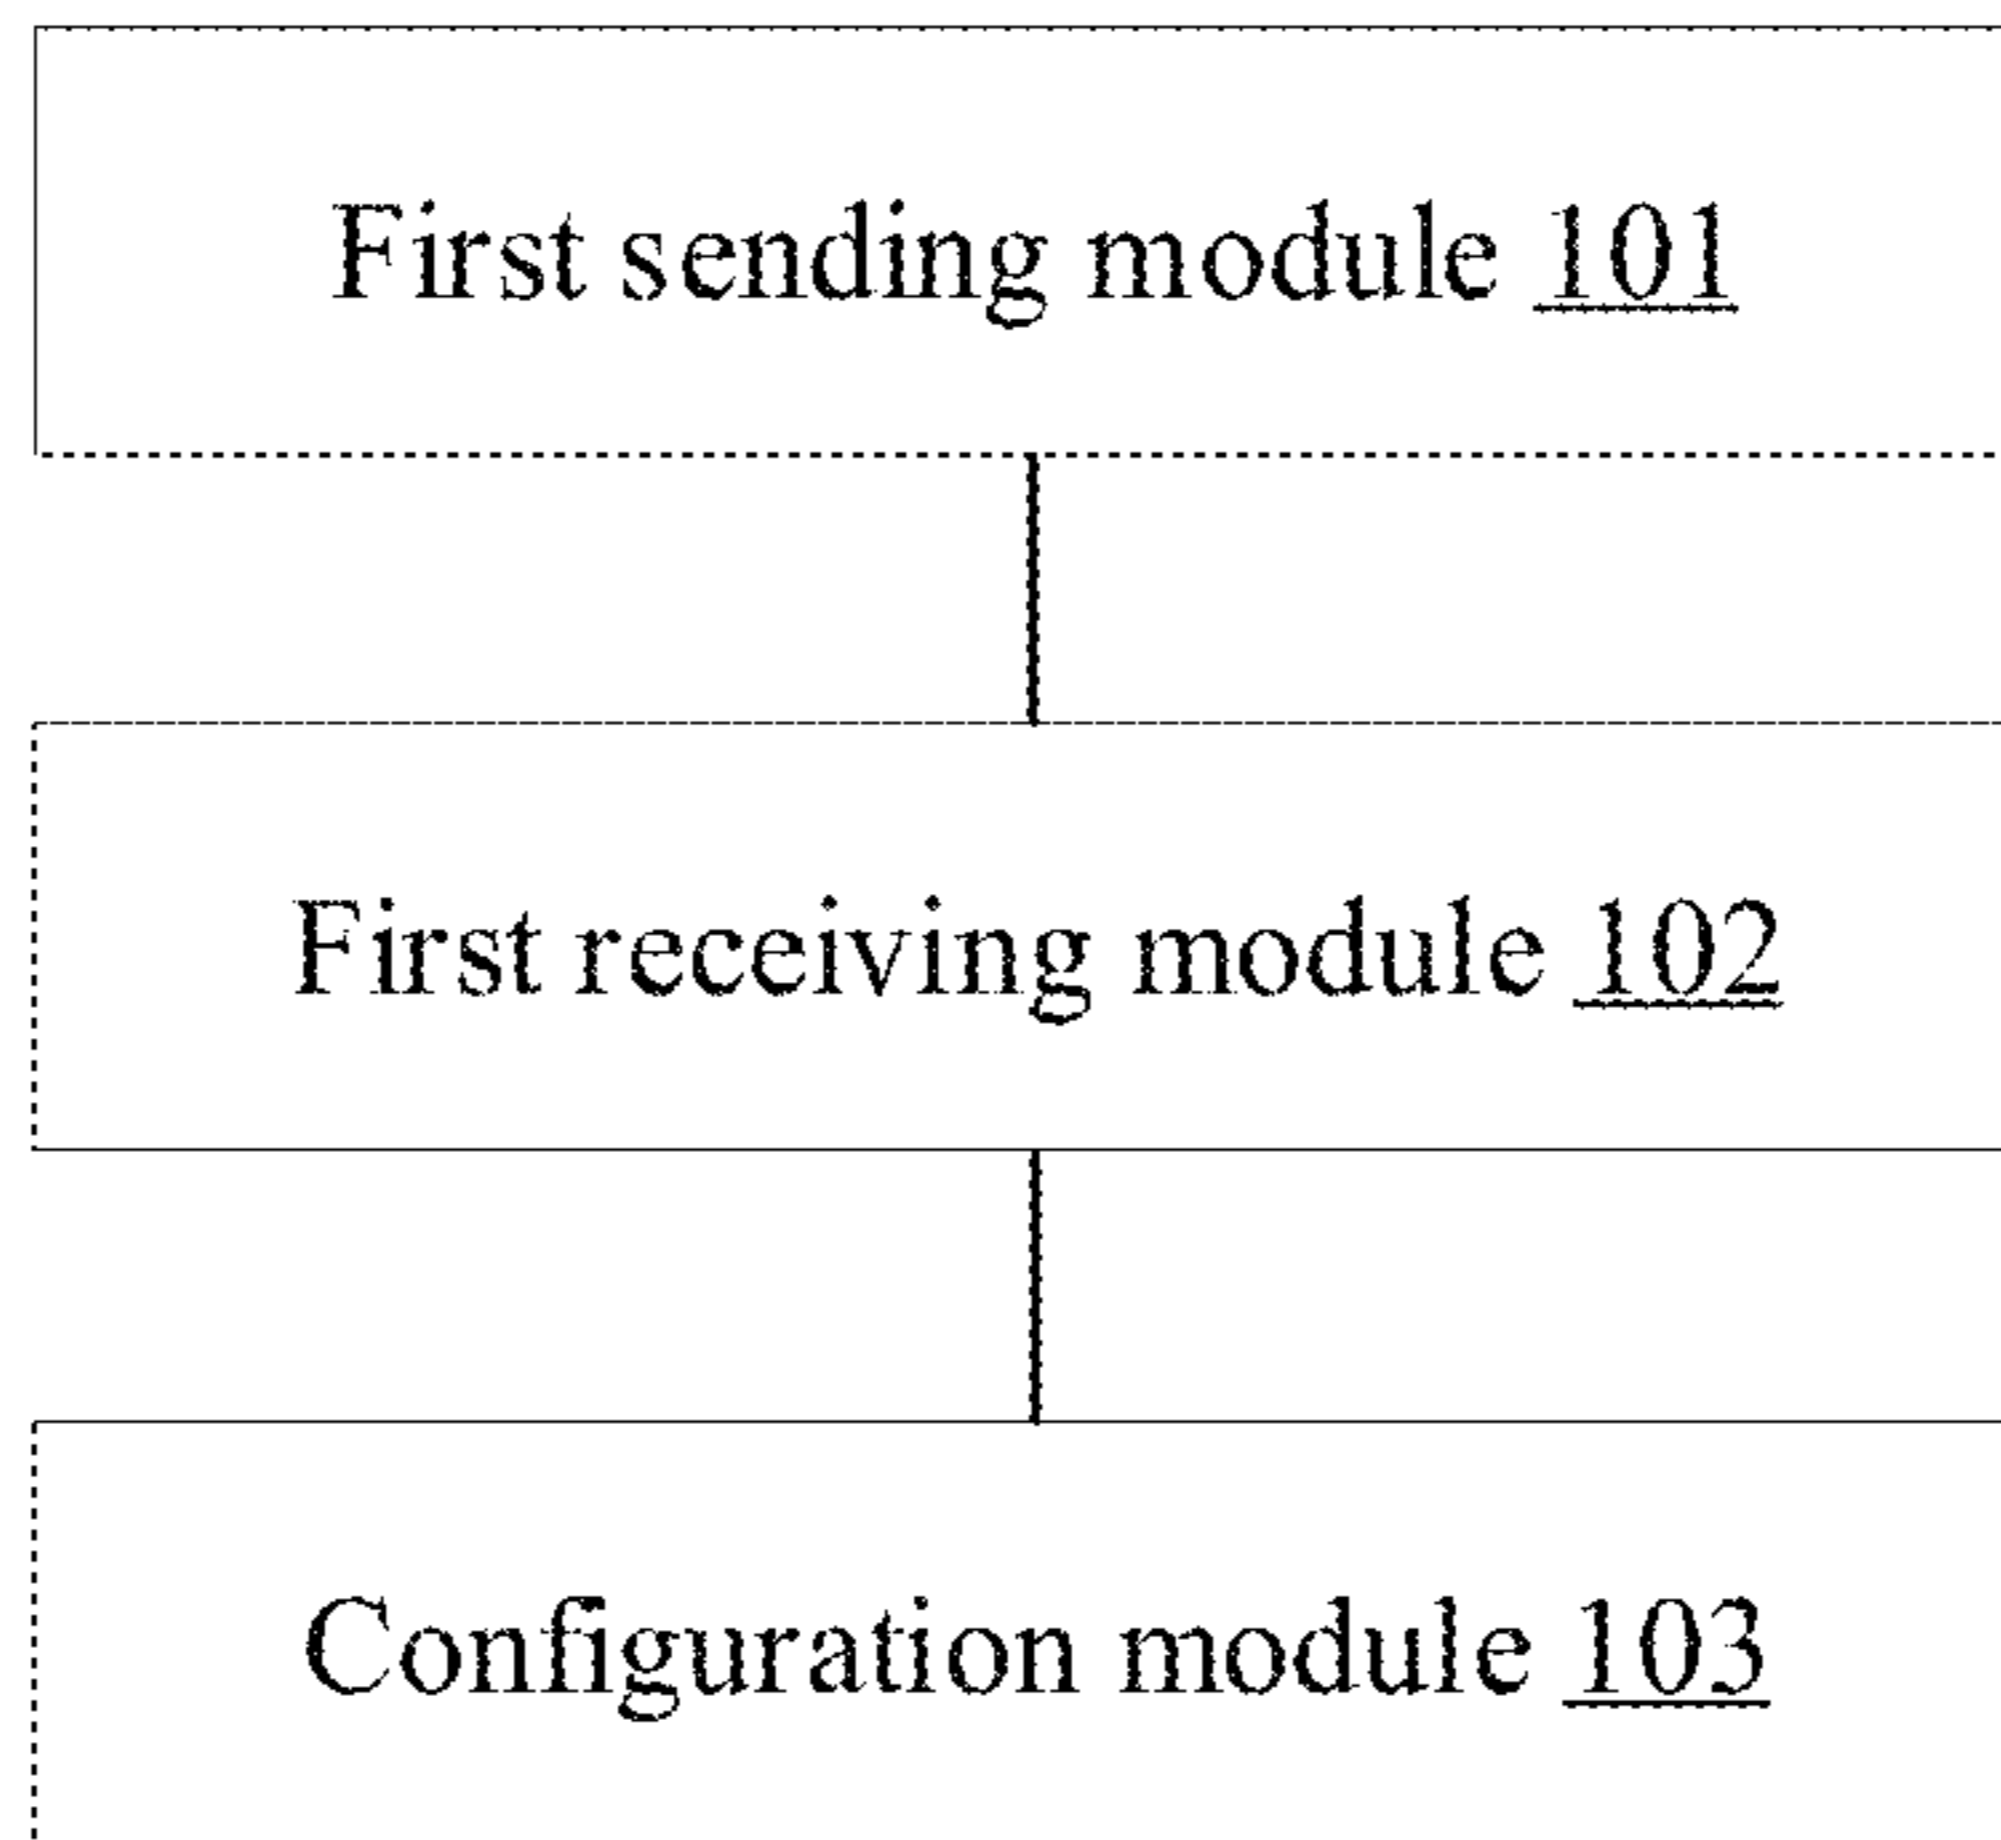 First sending module 101
First receiving module 102
Configuration module 103